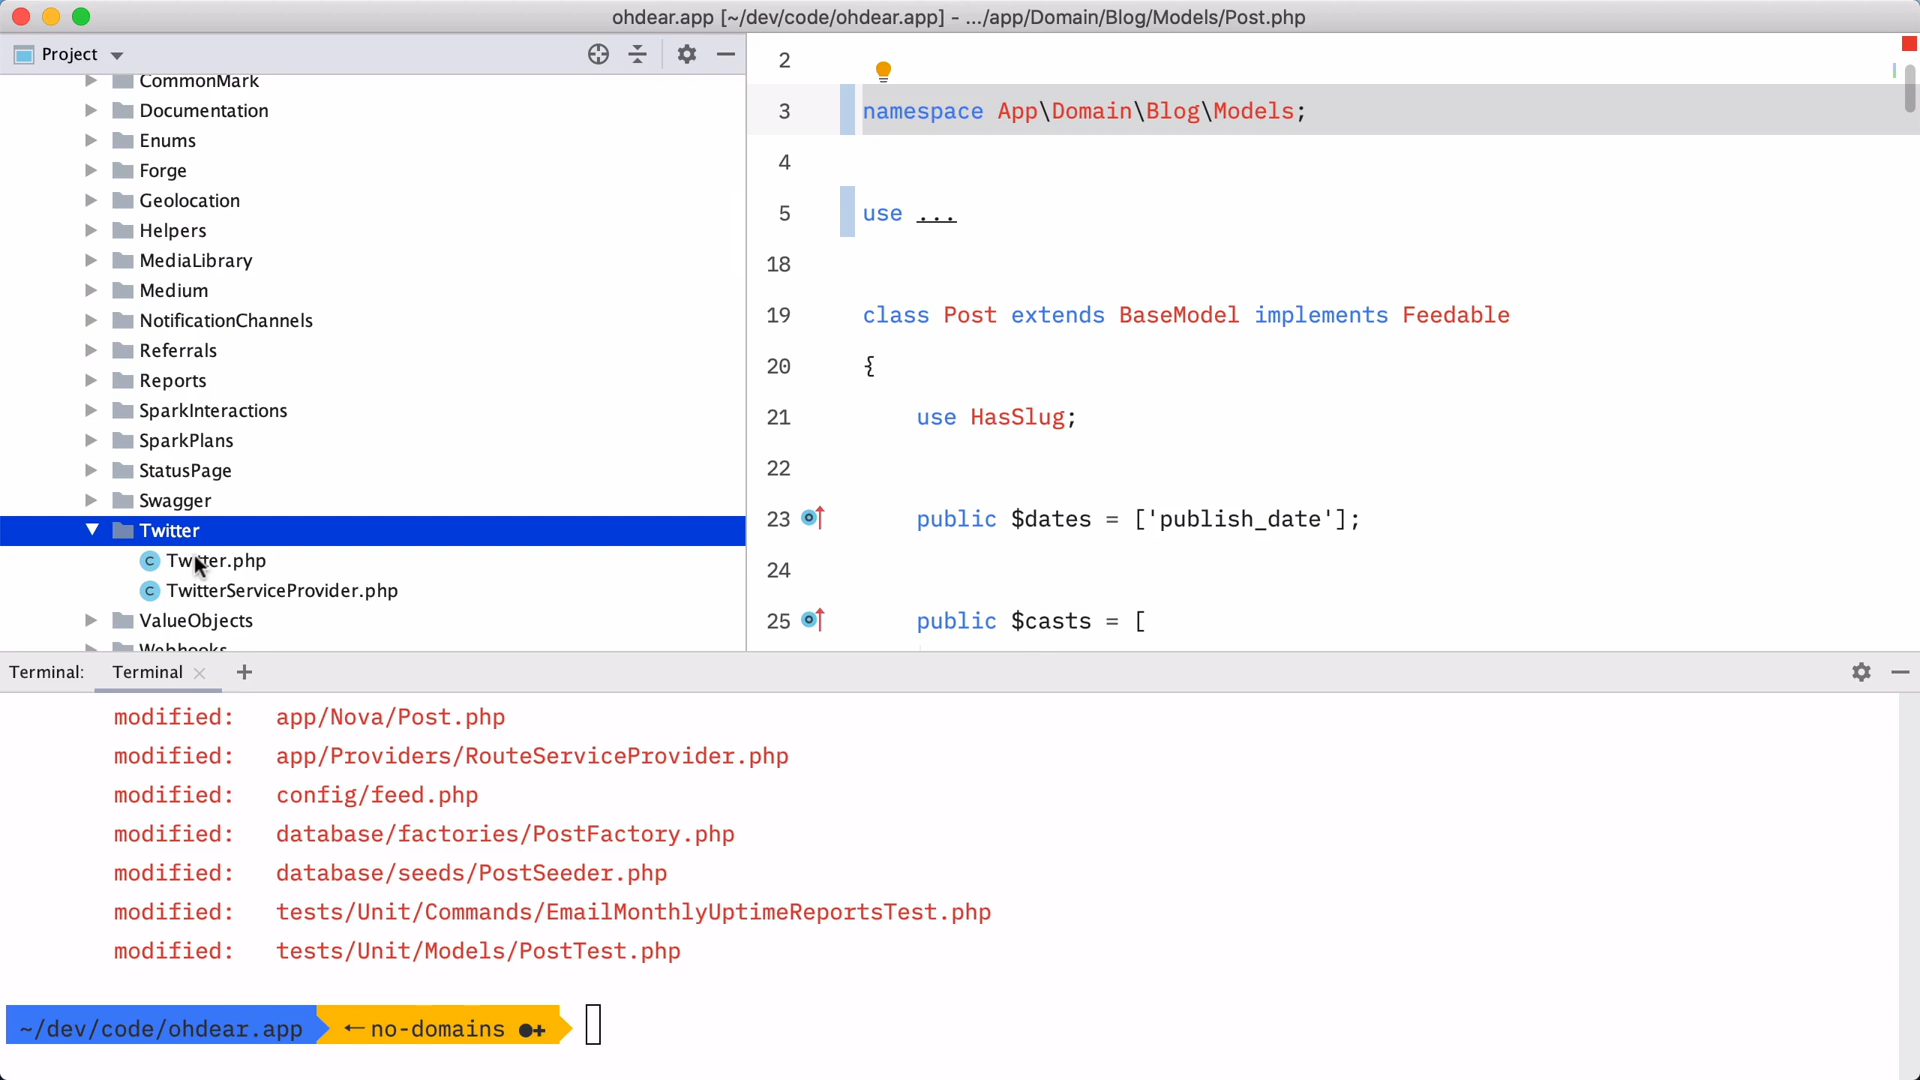 ohdear.app [~/dev/code/ohdear.app] - .../app/Domain/Blog/Models/Post.php
Project
CommonMark
Documentation
Enums
Forge
Geolocation
Helpers
MediaLibrary
Medium
NotificationChannels
Referrals
Reports
SparkInteractions
SparkPlans
StatusPage
Swagger
Twitter
C Twitter.php
C TwitterServiceProvider.php
ValueObjects
Webhooks
2
3 namespace App\Domain\Blog\Models;
4
5 use ...
18
19 class Post extends BaseModel implements Feedable
20 {
21 use HasSlug;
22
23 public $dates = ['publish_date'];
24
25 public $casts = [
Terminal: Terminal
modified: app/Nova/Post.php
modified: app/Providers/RouteServiceProvider.php
modified: config/feed.php
modified: database/factories/PostFactory.php
modified: database/seeds/PostSeeder.php
modified: tests/Unit/Commands/EmailMonthlyUptimeReportsTest.php
modified: tests/Unit/Models/PostTest.php
~/dev/code/ohdear.app ←no-domains ●+